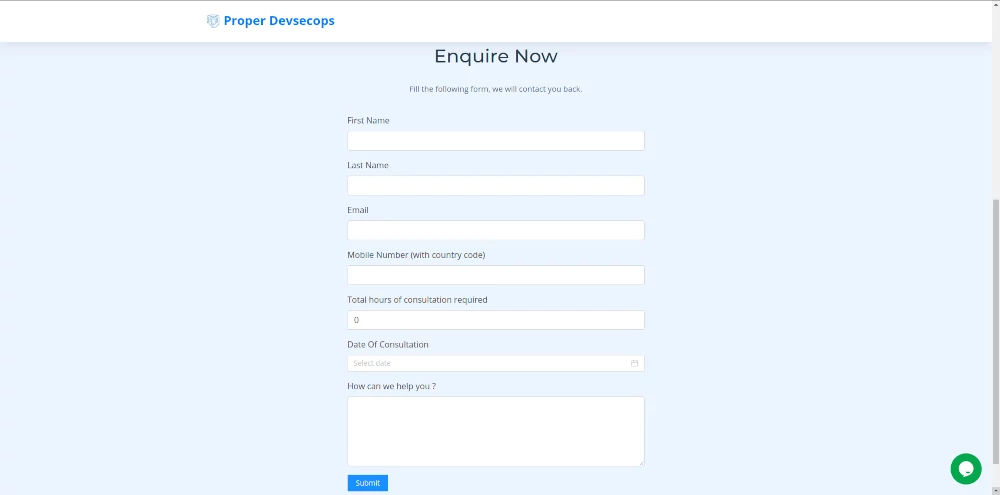 Proper Devsecops
Enquire Now
Fill the following form, we will contact you back.
First Name
Last Name
Email
Mobile Number (with country code)
Total hours of consultation required
0
Date Of Consultation
Select date
How can we help you ?
Submit